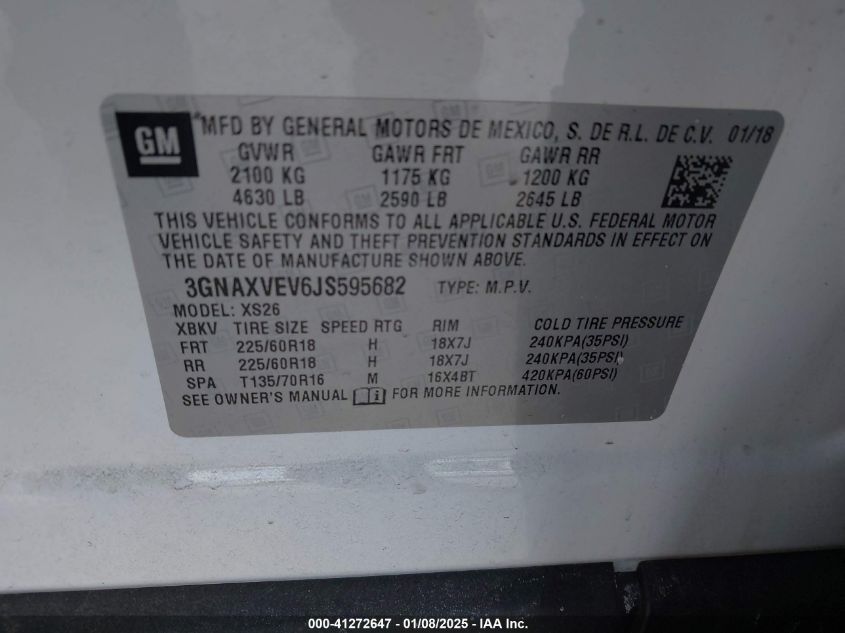 GM
MFD BY GENERAL MOTORS DE MEXICO, S. DE R.L. DE C.V. 01/18
GVWR GAWR FRT GAWR RR
2100 KG 1175 KG 1200 KG
4630 LB 2590 LB 2645 LB
THIS VEHICLE CONFORMS TO ALL APPLICABLE U.S. FEDERAL MOTOR
VEHICLE SAFETY AND THEFT PREVENTION STANDARDS IN EFFECT ON
THE DATE OF MANUFACTURE SHOWN ABOVE.
3GNAXVEV6JS595682 TYPE: M.P.V.
MODEL: XS26
XBKV TIRE SIZE SPEED RTG RIM COLD TIRE PRESSURE
FRT 225/60R18 H 18X7J 240KPA(35PSI)
RR 225/60R18 H 18X7J 240KPA(35PSI)
SPA T135/70R16 M 16X4BT 420KPA(60PSI)
SEE OWNER'S MANUAL FOR MORE INFORMATION.
000-41272647 — 01/08/2025 — IAA Inc.